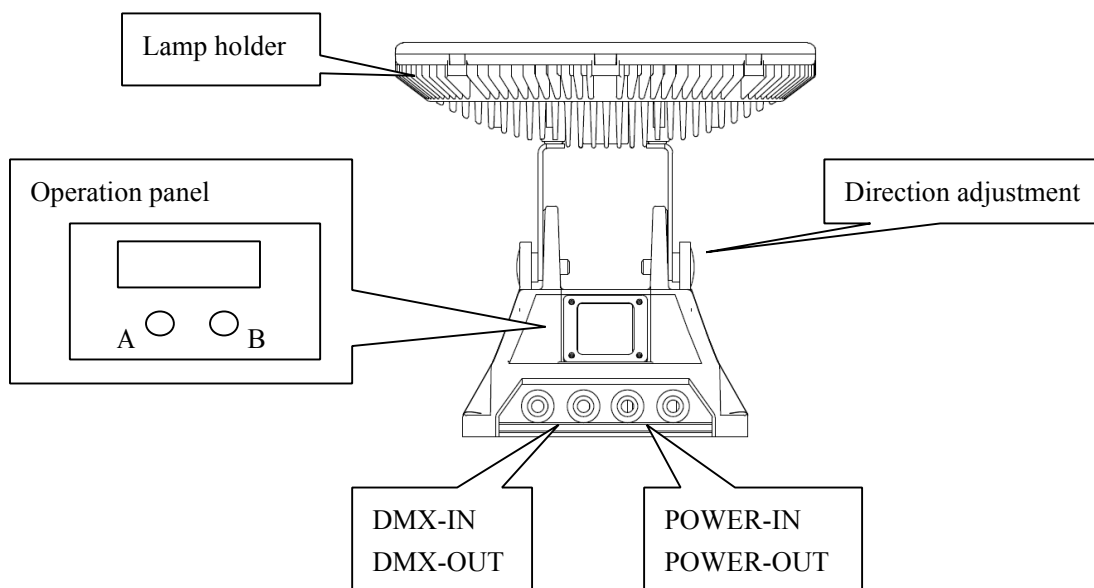 Lamp holder
Operation panel
Direction adjustment
A B
DMX-IN
DMX-OUT
POWER-IN
POWER-OUT